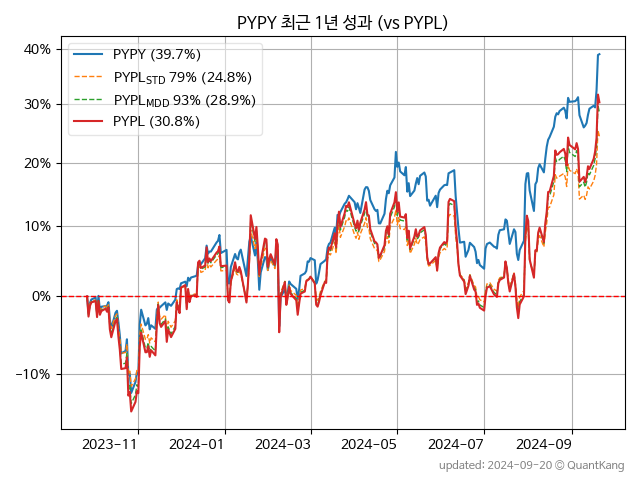 PYPY 최근 1년 성과 (vs PYPL)
PYPY (39.7%)
PYPL_STD 79% (24.8%)
PYPL_MDD 93% (28.9%)
PYPL (30.8%)
40%
30%
20%
10%
0%
−10%
2023−11
2024−01
2024−03
2024−05
2024−07
2024−09
updated: 2024−09−20 © QuantKang